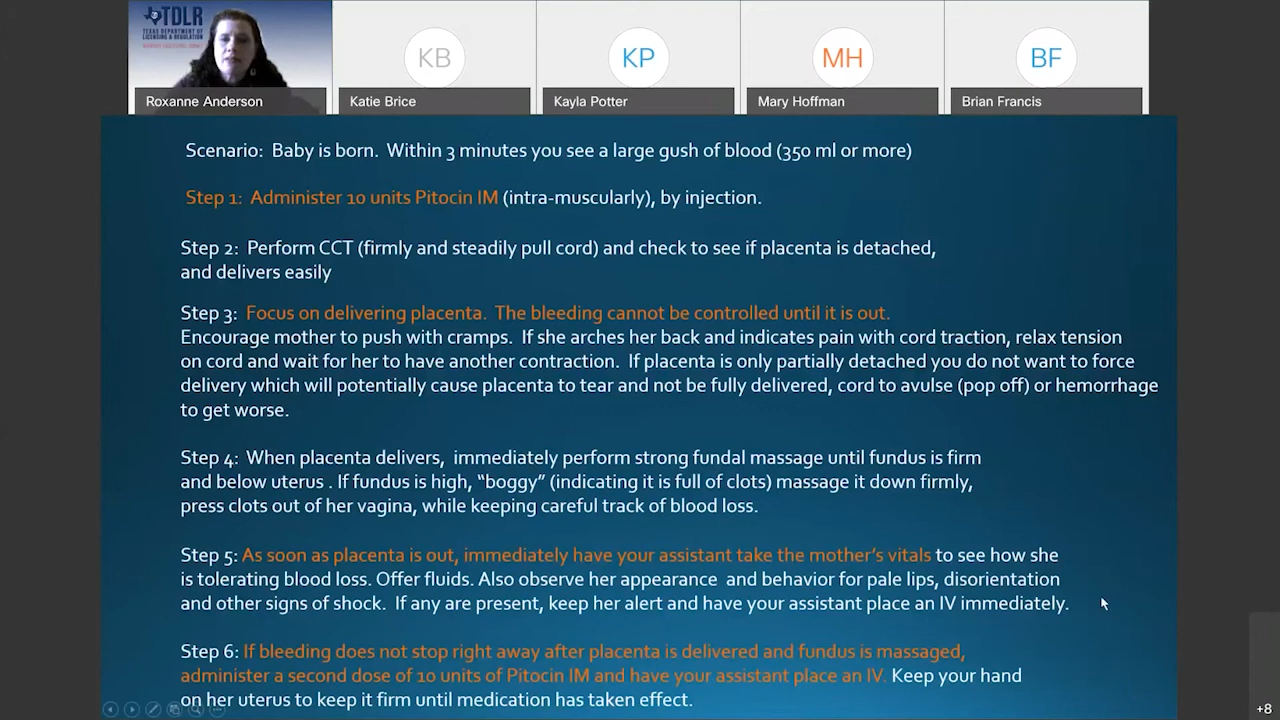 TDLR
TEXAS DEPARTMENT OF
LICENSING & REGULATION
KB
KP
MH
BF
Roxanne Anderson
Katie Brice
Kayla Potter
Mary Hoffman
Brian Francis
Scenario: Baby is born. Within 3 minutes you see a large gush of blood (350 ml or more)
Step 1: Administer 10 units Pitocin IM (intra-muscularly), by injection.
Step 2: Perform CCT (firmly and steadily pull cord) and check to see if placenta is detached,
and delivers easily
Step 3: Focus on delivering placenta. The bleeding cannot be controlled until it is out.
Encourage mother to push with cramps. If she arches her back and indicates pain with cord traction, relax tension
on cord and wait for her to have another contraction. If placenta is only partially detached you do not want to force
delivery which will potentially cause placenta to tear and not be fully delivered, cord to avulse (pop off) or hemorrhage
to get worse.
Step 4: When placenta delivers, immediately perform strong fundal massage until fundus is firm
and below uterus . If fundus is high, “boggy” (indicating it is full of clots) massage it down firmly,
press clots out of her vagina, while keeping careful track of blood loss.
Step 5: As soon as placenta is out, immediately have your assistant take the mother’s vitals to see how she
is tolerating blood loss. Offer fluids. Also observe her appearance and behavior for pale lips, disorientation
and other signs of shock. If any are present, keep her alert and have your assistant place an IV immediately.
Step 6: If bleeding does not stop right away after placenta is delivered and fundus is massaged,
administer a second dose of 10 units of Pitocin IM and have your assistant place an IV. Keep your hand
on her uterus to keep it firm until medication has taken effect.
+8